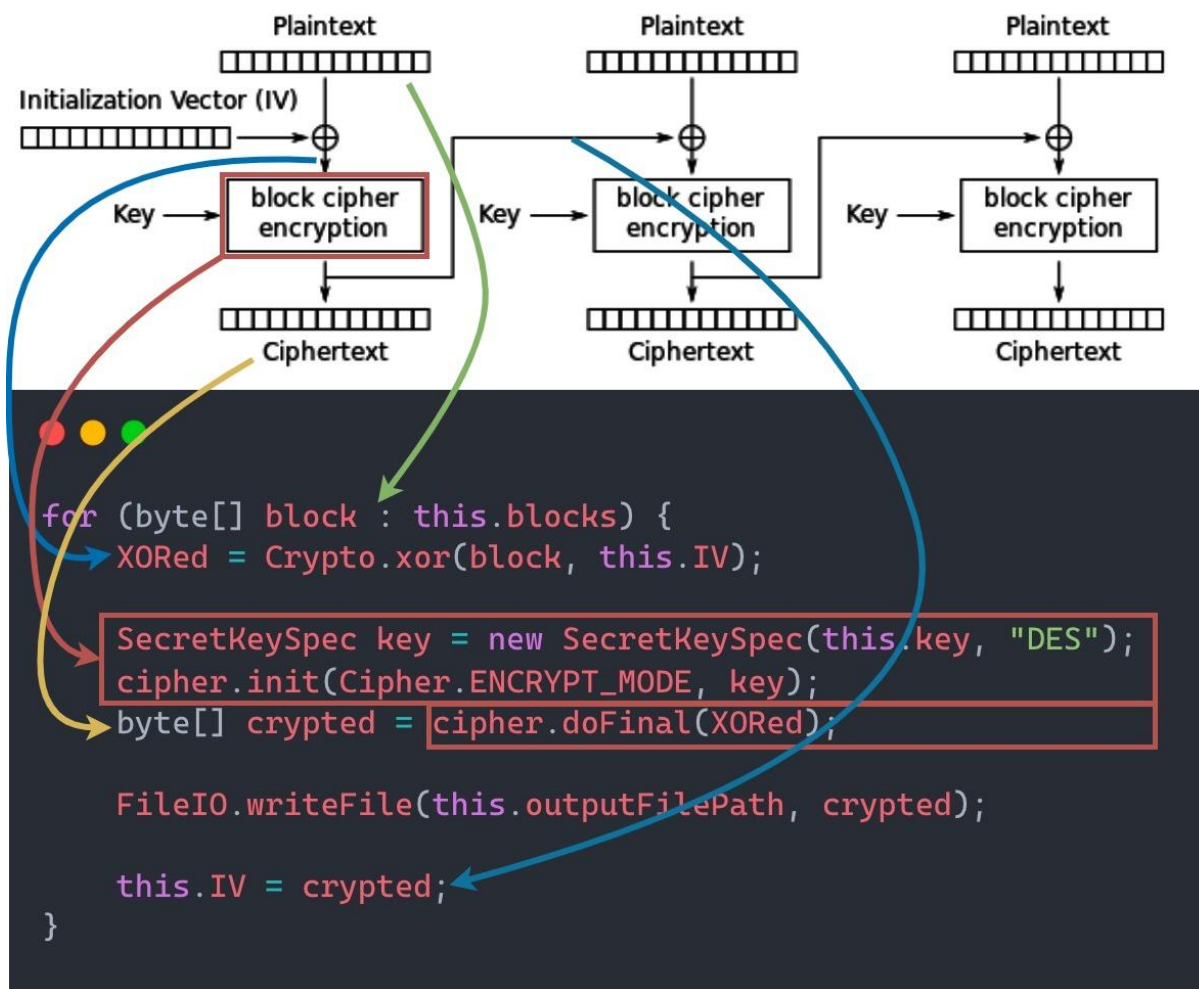 Plaintext Plaintext Plaintext
Initialization Vector (IV)
Key block cipher encryption Key block cipher encryption Key block cipher encryption
Ciphertext Ciphertext Ciphertext
for (byte[] block : this.blocks) {
XORed = Crypto.xor(block, this.IV);
SecretKeySpec key = new SecretKeySpec(this.key, "DES");
cipher.init(Cipher.ENCRYPT_MODE, key);
byte[] crypted = cipher.doFinal(XORed);
FileIO.writeFile(this.outputFilePath, crypted);
this.IV = crypted;
}